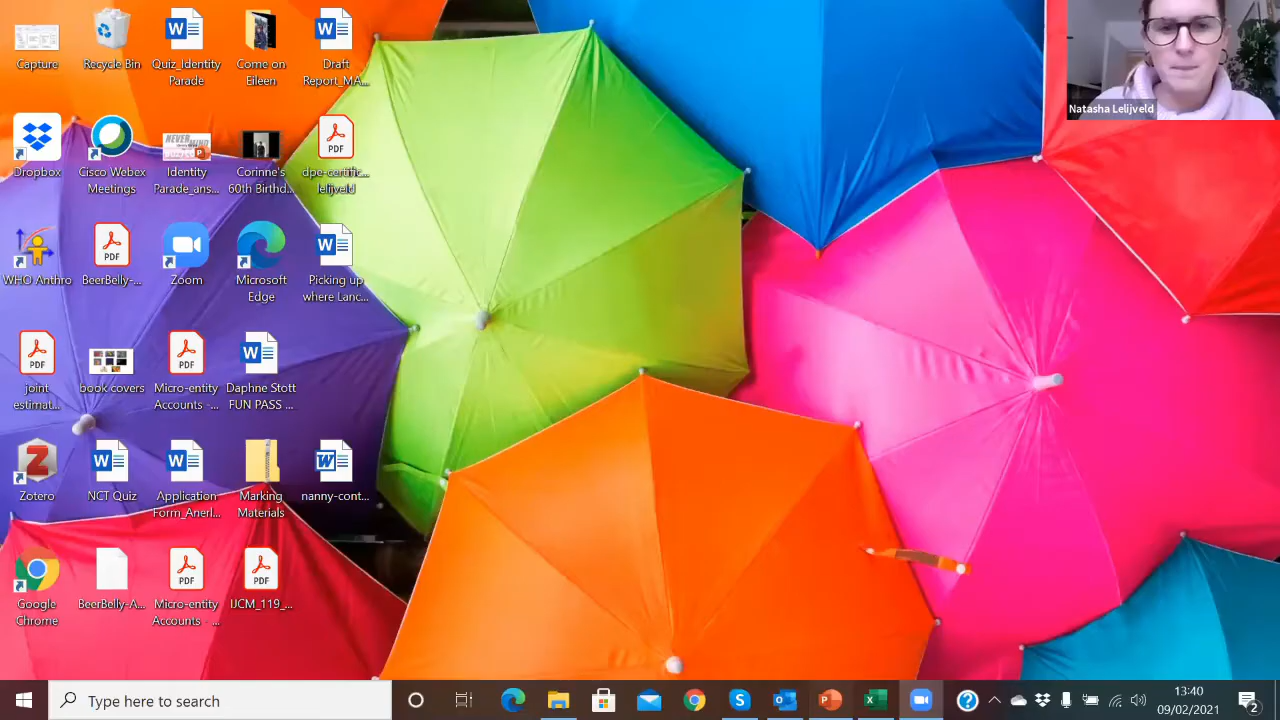 Capture
Recycle Bin
Quiz_Identity
Parade
Come on
Eileen
Draft
Report_MA...
Natasha Lelijveld
Dropbox
Cisco Webex
Meetings
NEVER
MIND
Identity
Parade_ans...
Corinne's
60th Birthd...
PDF
dpe-certific...
lelijveld
WHO Anthro
PDF
BeerBelly-...
Zoom
Microsoft
Edge
Picking up
where Lanc...
PDF
joint
estimat...
book covers
PDF
Micro-entity
Accounts -...
Daphne Stott
FUN PASS ...
Zotero
NCT Quiz
Application
Form_Anerl...
Marking
Materials
nanny-cont...
Google
Chrome
BeerBelly-A...
PDF
Micro-entity
Accounts - ...
PDF
IJCM_119_...
Type here to search
13:40
09/02/2021
2